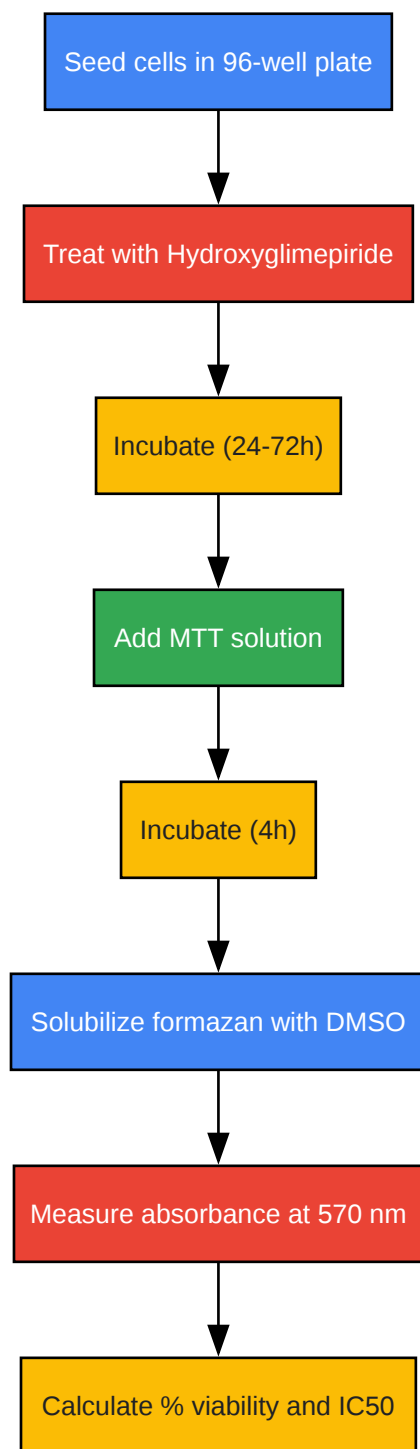 Seed cells in 96-well plate
Treat with Hydroxyglimepiride
Incubate (24-72h)
Add MTT solution
Incubate (4h)
Solubilize formazan with DMSO
Measure absorbance at 570 nm
Calculate % viability and IC50